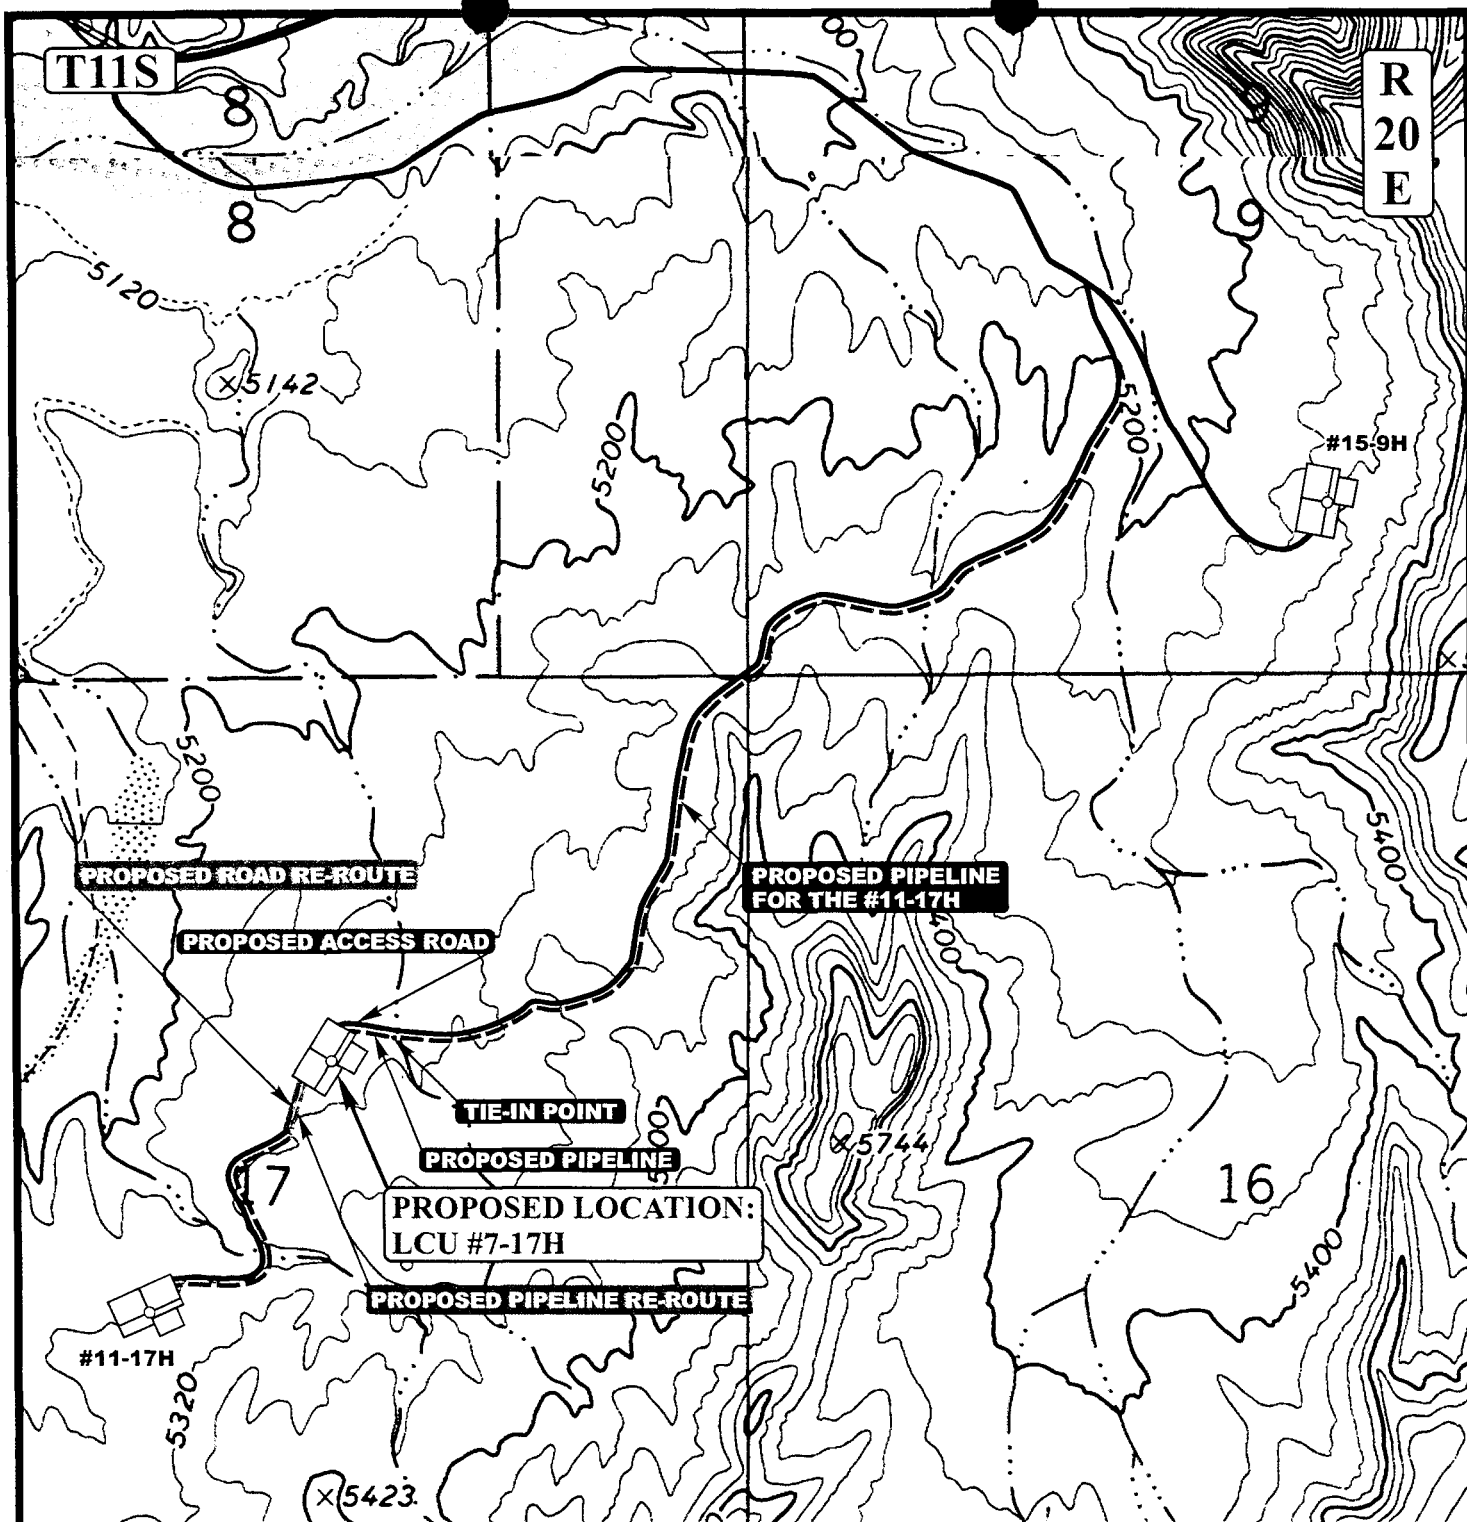 T11S
R
20
E
8
9
8
9
5120
5142
5200
5200
#15-9H
5200
5400
PROPOSED ROAD RE-ROUTE
PROPOSED PIPELINE
FOR THE #11-17H
PROPOSED ACCESS ROAD
TIE-IN POINT
5744
PROPOSED PIPELINE
7
16
PROPOSED LOCATION:
LCU #7-17H
5400
PROPOSED PIPELINE RE-ROUTE
#11-17H
5320
5423